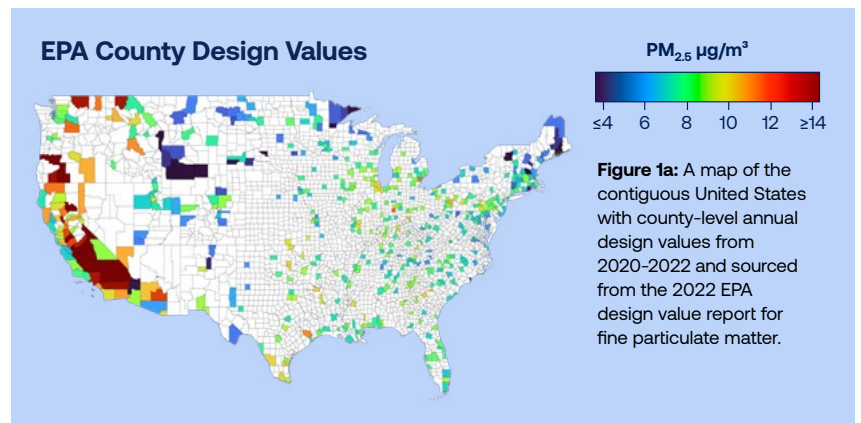 EPA County Design Values
PM2.5 µg/m³
≤4 6 8 10 12 ≥14
Figure 1a: A map of the
contiguous United States
with county-level annual
design values from
2020-2022 and sourced
from the 2022 EPA
design value report for
fine particulate matter.